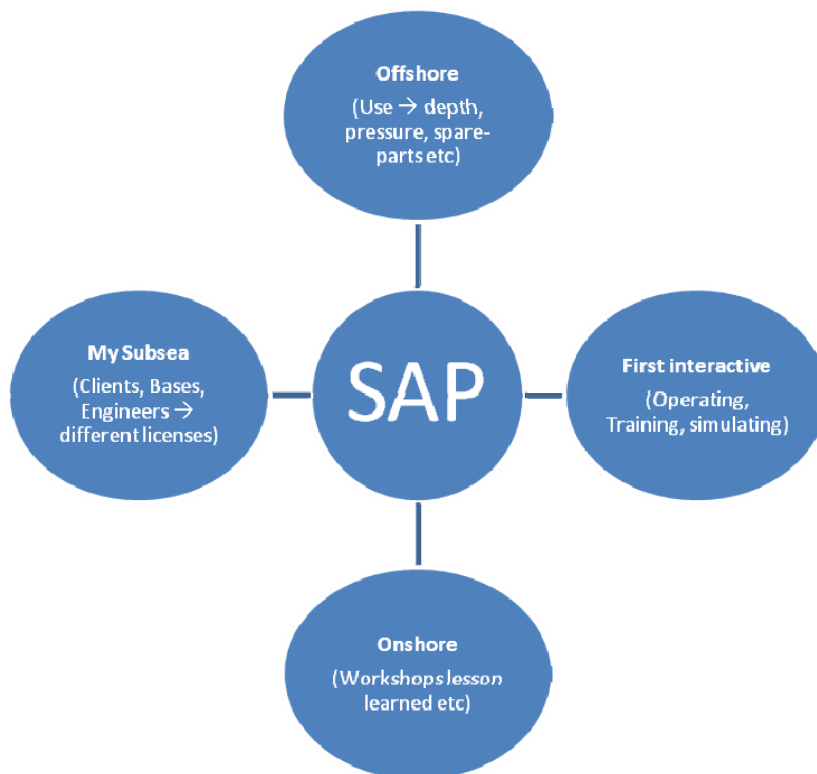 Offshore
(Use → depth,
pressure, spare-
parts etc)
My Subsea
(Clients, Bases,
Engineers →
different licenses)
SAP
First interactive
(Operating,
Training, simulating)
Onshore
(Workshops lesson
learned etc)